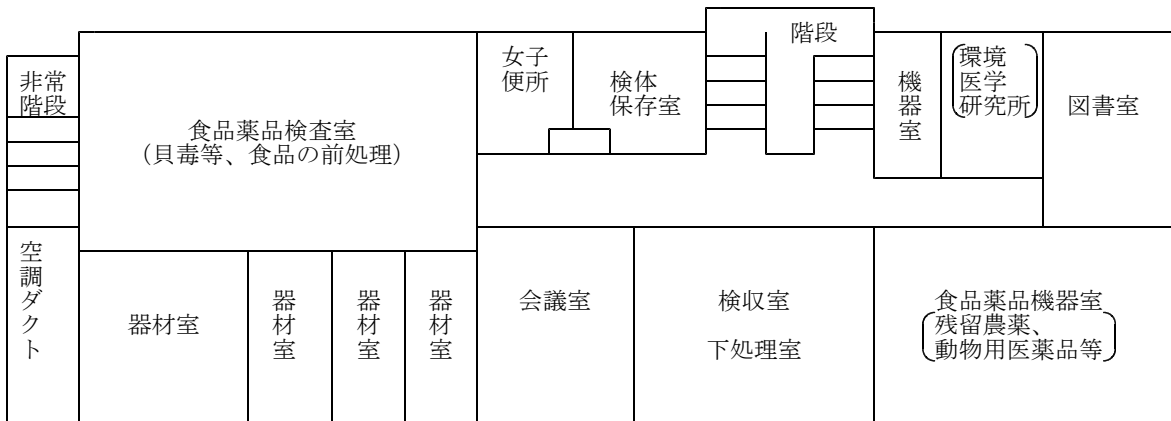 階段
女子
便所
非常
階段
検体
保存室
機器室
環境
医学
研究所
図書室
食品薬品検査室
(貝毒等、食品の前処理)
空調ダクト
器材室
器材室
器材室
器材室
会議室
検収室
下処理室
食品薬品機器室
残留農薬、
動物用医薬品等